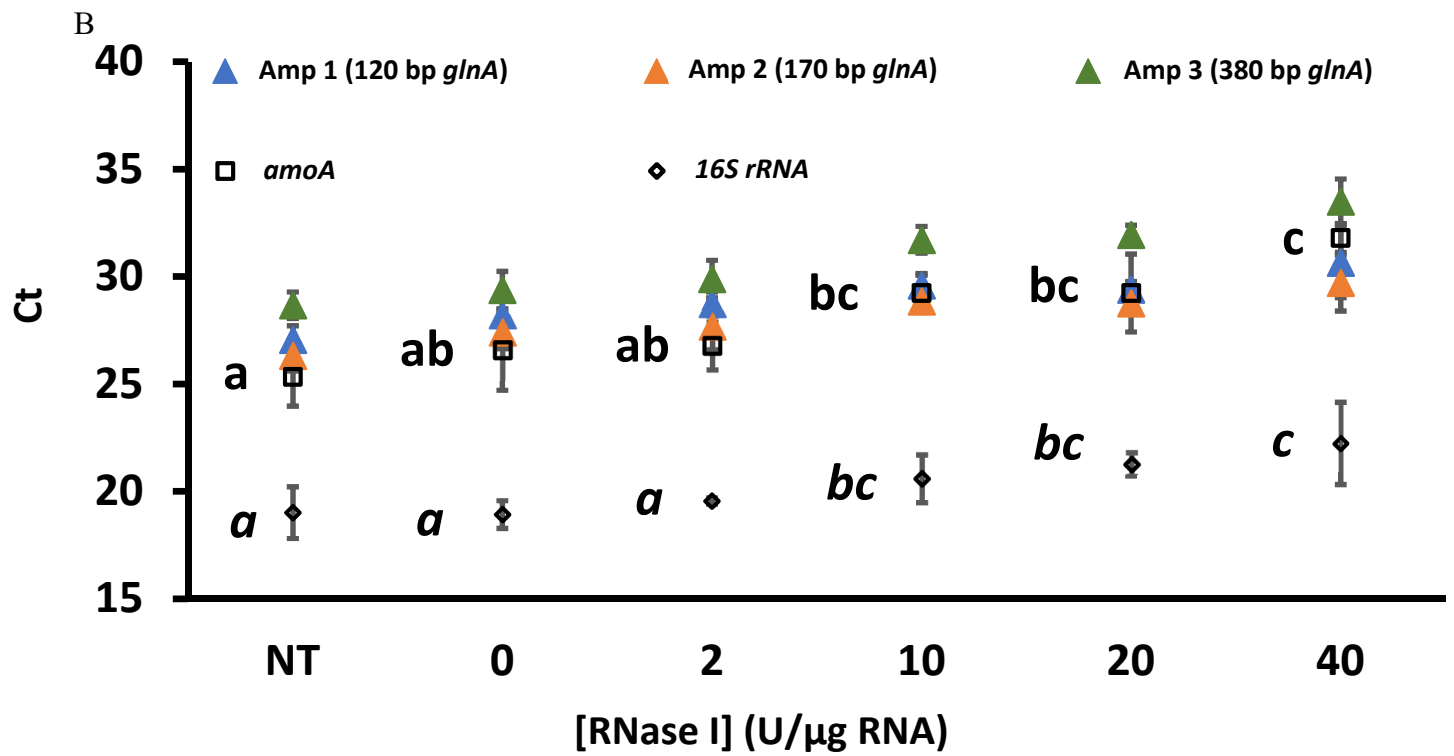 B
40
Amp 1 (120 bp glnA)
Amp 2 (170 bp glnA)
Amp 3 (380 bp glnA)
35
amoA
16S rRNA
30
25
20
15
Ct
a
ab
ab
bc
bc
c
a
a
a
bc
bc
c
NT
0
2
10
20
40
[RNase I] (U/µg RNA)